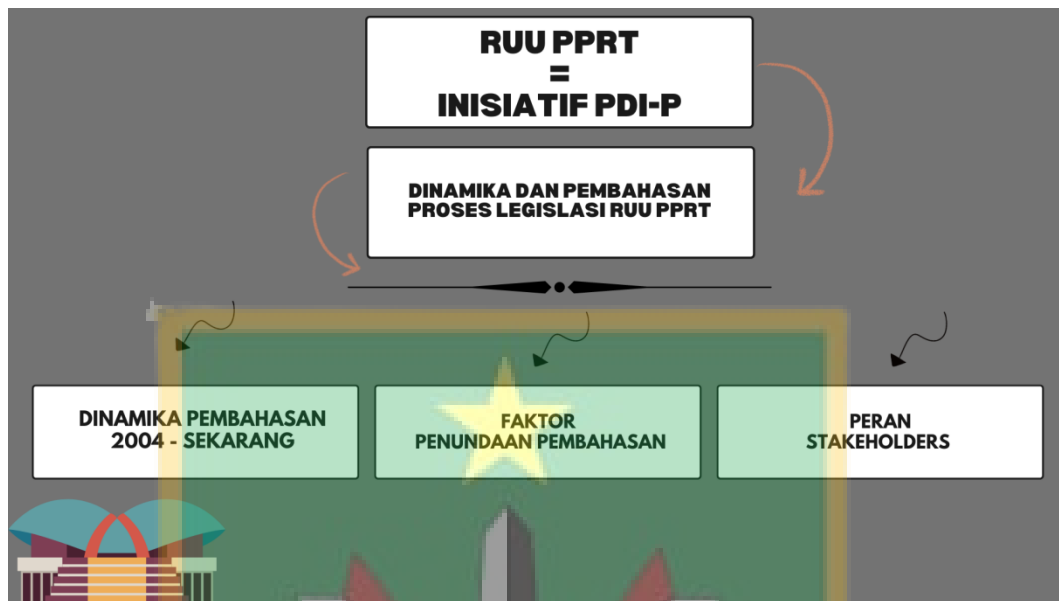 RUU PPRT
=
INISIATIF PDI-P
DINAMIKA DAN PEMBAHASAN
PROSES LEGISLASI RUU PPRT
DINAMIKA PEMBAHASAN
2004 - SEKARANG
FAKTOR
PENUNDAAN PEMBAHASAN
PERAN
STAKEHOLDERS